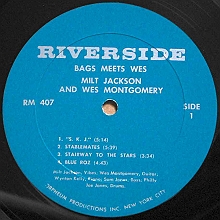 RIVERSIDE
BAGS MEETS WES
MILT JACKSON
AND WES MONTGOMERY
RM 407
SIDE
1
1. "S. K. J." (5:14)
2. STABLEMATES (5:39)
3. STAIRWAY TO THE STARS (3:34)
4. BLUE ROZ (4:43)
Milt Jackson, Vibes, Wes Montgomery, Guitar,
Wynton Kelly, Piano; Sam Jones, Bass; Philly
Joe Jones, Drums.
PRODUCTIONS INC. NEW YORK CITY